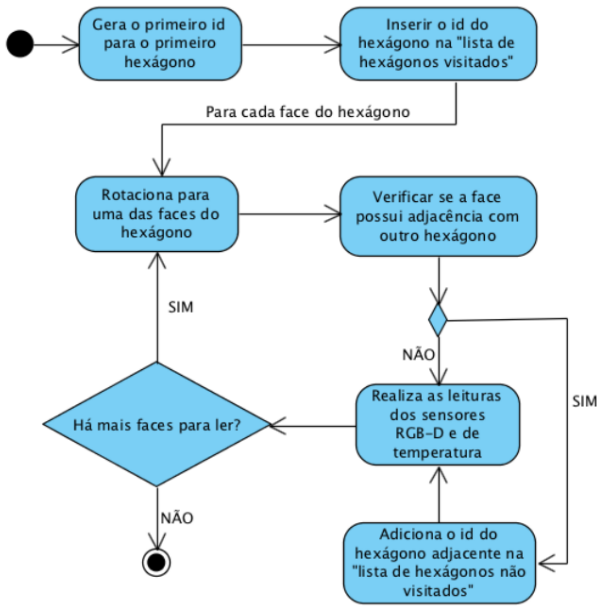 Gera o primeiro id
para o primeiro
hexágono
Inserir o id do
hexágono na "lista de
hexágonos visitados"
Para cada face do hexágono
Rotaciona para
uma das faces do
hexágono
Verificar se a face
possui adjacência com
outro hexágono
SIM
NÃO
Realiza as leituras
dos sensores
RGB-D e de
temperatura
SIM
Há mais faces para ler?
NÃO
Adiciona o id do
hexágono adjacente na
"lista de hexágonos não
visitados"